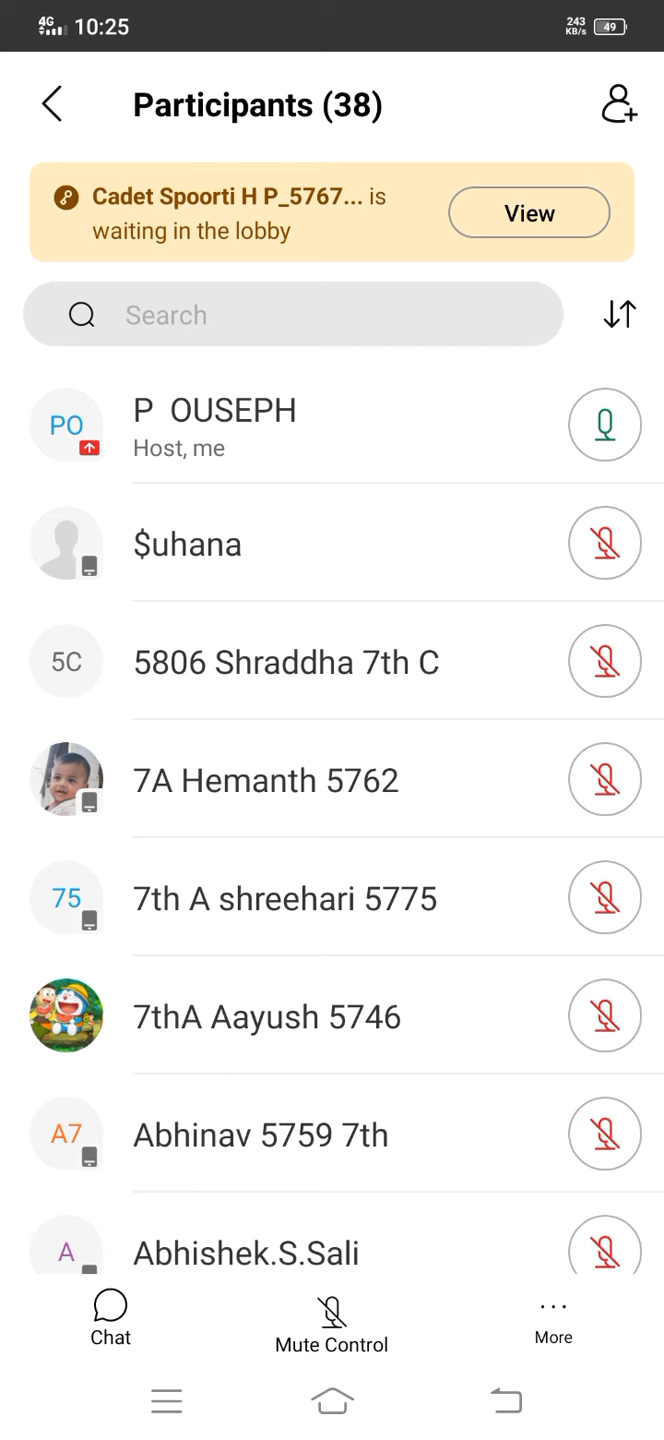 4G 10:25 243 KB/s 49
Participants (38)
Cadet Spoorti H P_5767... is
waiting in the lobby
View
Search
PO
P OUSEPH
Host, me
$uhana
5C
5806 Shraddha 7th C
7A Hemanth 5762
75
7th A shreehari 5775
7thA Aayush 5746
A7
Abhinav 5759 7th
A
Abhishek.S.Sali
Chat
Mute Control
More